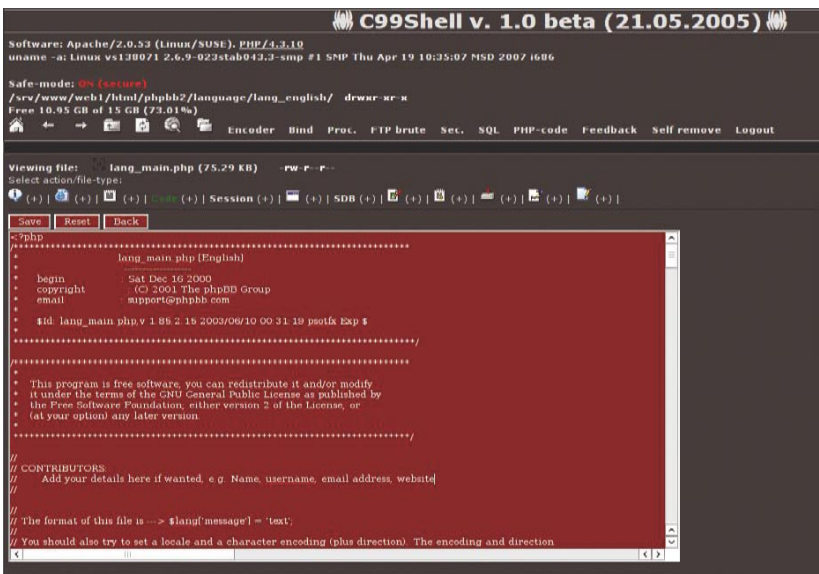 C99Shell v. 1.0 beta (21.05.2005)
Software: Apache/2.0.53 (Linux/SUSE). PHP/4.3.10
uname -a: Linux vs138071 2.6.9-023stab043.3-smp #1 SMP Thu Apr 19 10:35:07 MSD 2007 i686
Safe-mode: ON (secure)
/srv/www/web1/html/phpbb2/language/lang_english/ drwxr-xr-x
Free 10.95 GB of 15 GB (73.01%)
Encoder Bind Proc. FTP brute Sec. SQL PHP-code Feedback Self remove Logout
Viewing file: lang_main.php (75.29 KB) -rw-r--r--
Select action/file-type:
(+) | (+) | (+) | Code (+) | Session (+) | (+) | SDB (+) | (+) | (+) | (+) | (+) | (+) |
Save Reset Back
<?php
/***************************************************************************
* lang_main.php [English]
* -------------------
* begin : Sat Dec 16 2000
* copyright : (C) 2001 The phpBB Group
* email : support@phpbb.com
*
* $Id: lang_main.php,v 1.85.2.15 2003/06/10 00:31:19 psotfx Exp $
*
****************************************************************************/
/***************************************************************************
*
* This program is free software; you can redistribute it and/or modify
* it under the terms of the GNU General Public License as published by
* the Free Software Foundation; either version 2 of the License, or
* (at your option) any later version.
*
***************************************************************************/
//
// CONTRIBUTORS:
// Add your details here if wanted, e.g. Name, username, email address, website
//
//
// The format of this file is ---> $lang['message'] = 'text';
//
// You should also try to set a locale and a character encoding (plus direction). The encoding and direction